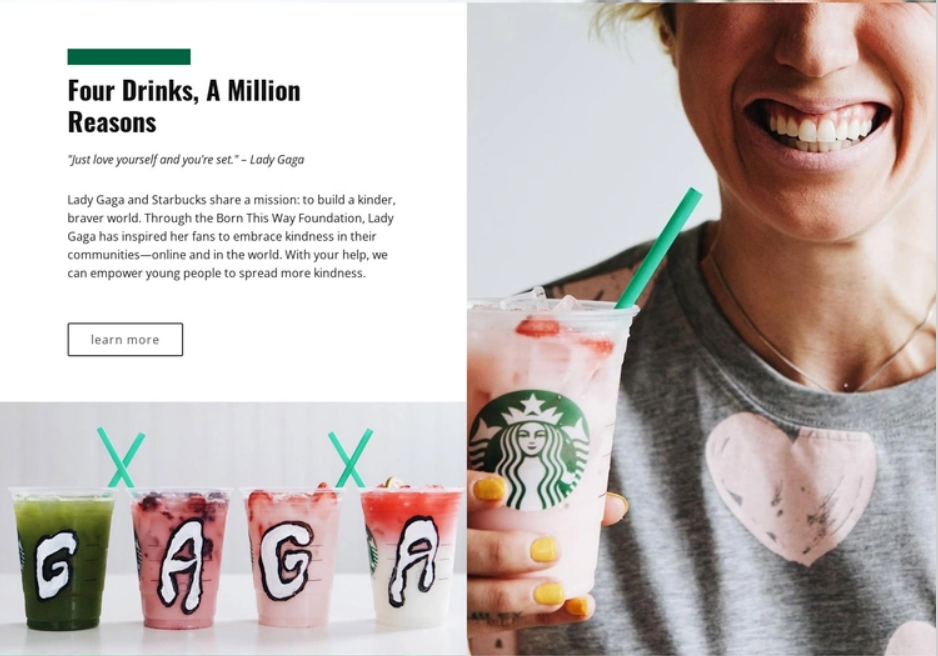 Four Drinks, A Million
Reasons
"Just love yourself and you're set." – Lady Gaga
Lady Gaga and Starbucks share a mission: to build a kinder,
braver world. Through the Born This Way Foundation, Lady
Gaga has inspired her fans to embrace kindness in their
communities—online and in the world. With your help, we
can empower young people to spread more kindness.
learn more
G A G A